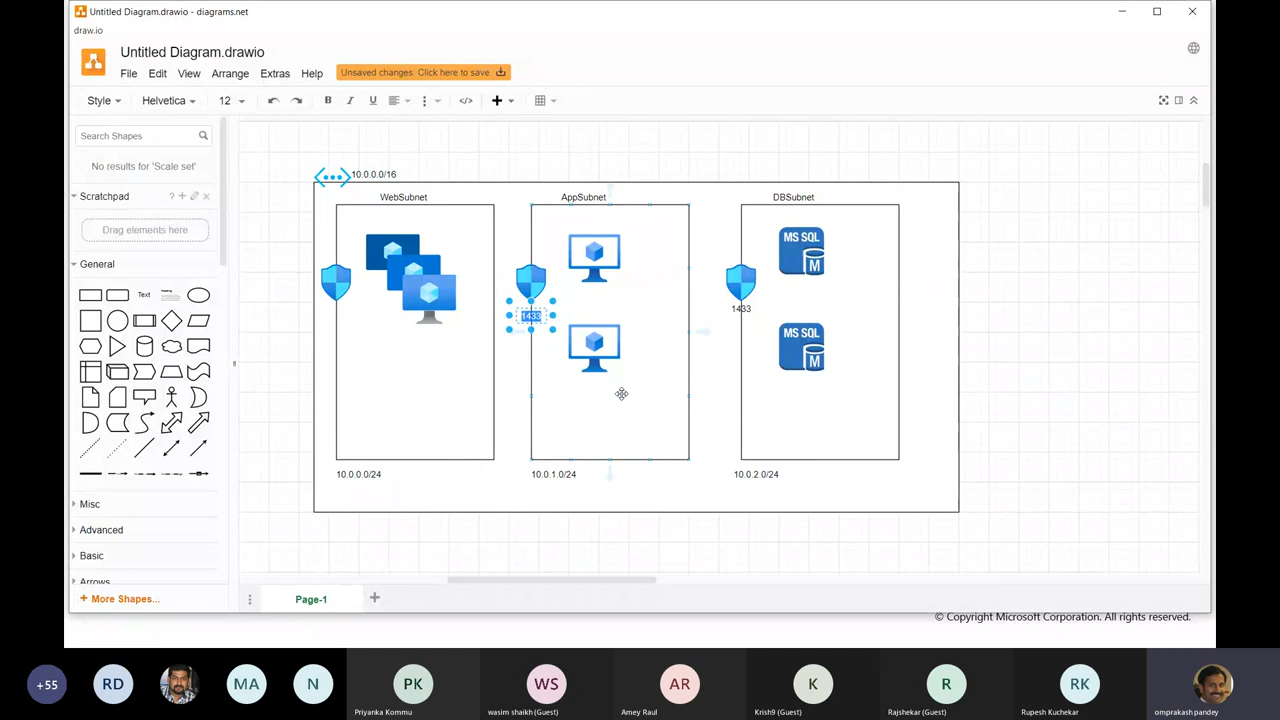 Untitled Diagram.drawio - diagrams.net
draw.io
Untitled Diagram.drawio
File Edit View Arrange Extras Help Unsaved changes. Click here to save.
Style Helvetica 12 B I U </>
Search Shapes
No results for 'Scale set'
Scratchpad ? + ×
Drag elements here
General
Text
Misc
Advanced
Basic
Arrows
+ More Shapes...
10.0.0.0/16
WebSubnet AppSubnet DBSubnet
MS SQL
M
1433 1433
MS SQL
M
10.0.0.0/24 10.0.1.0/24 10.0.2.0/24
Page-1
© Copyright Microsoft Corporation. All rights reserved.
+55 RD MA N PK WS AR K R RK
Priyanka Kommu wasim shaikh (Guest) Amey Raul Krish9 (Guest) Rajshekar (Guest) Rupesh Kuchekar omprakash pandey